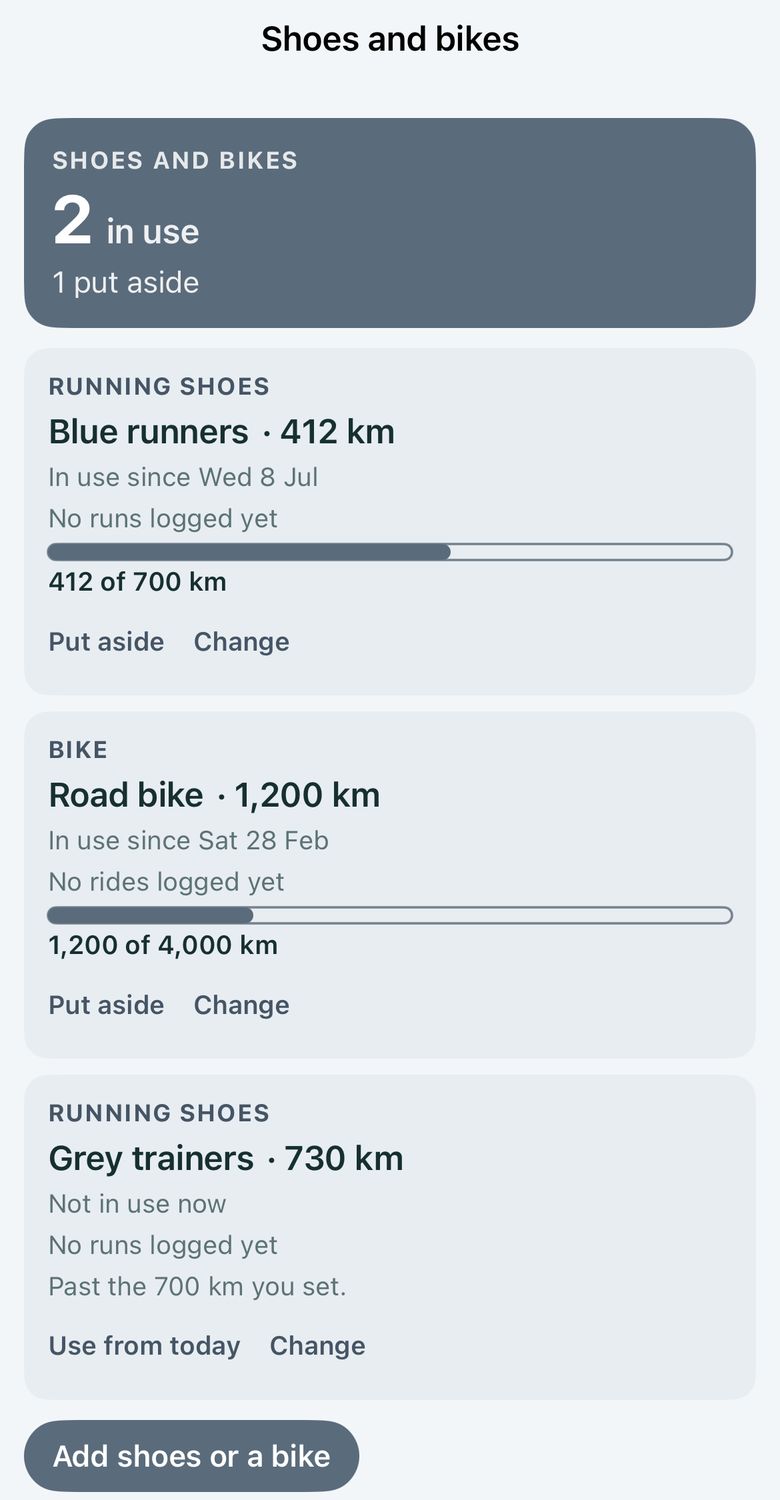 Shoes and bikes
SHOES AND BIKES
2 in use
1 put aside
RUNNING SHOES
Blue runners · 412 km
In use since Wed 8 Jul
No runs logged yet
412 of 700 km
Put aside Change
BIKE
Road bike · 1,200 km
In use since Sat 28 Feb
No rides logged yet
1,200 of 4,000 km
Put aside Change
RUNNING SHOES
Grey trainers · 730 km
Not in use now
No runs logged yet
Past the 700 km you set.
Use from today Change
Add shoes or a bike